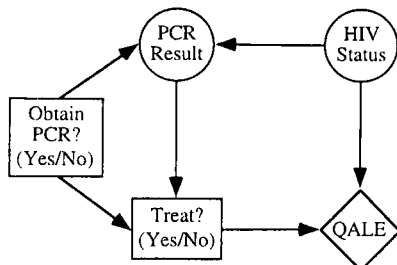 PCR
Result
HIV
Status
Obtain
PCR?
(Yes/No)
Treat?
(Yes/No)
QALE